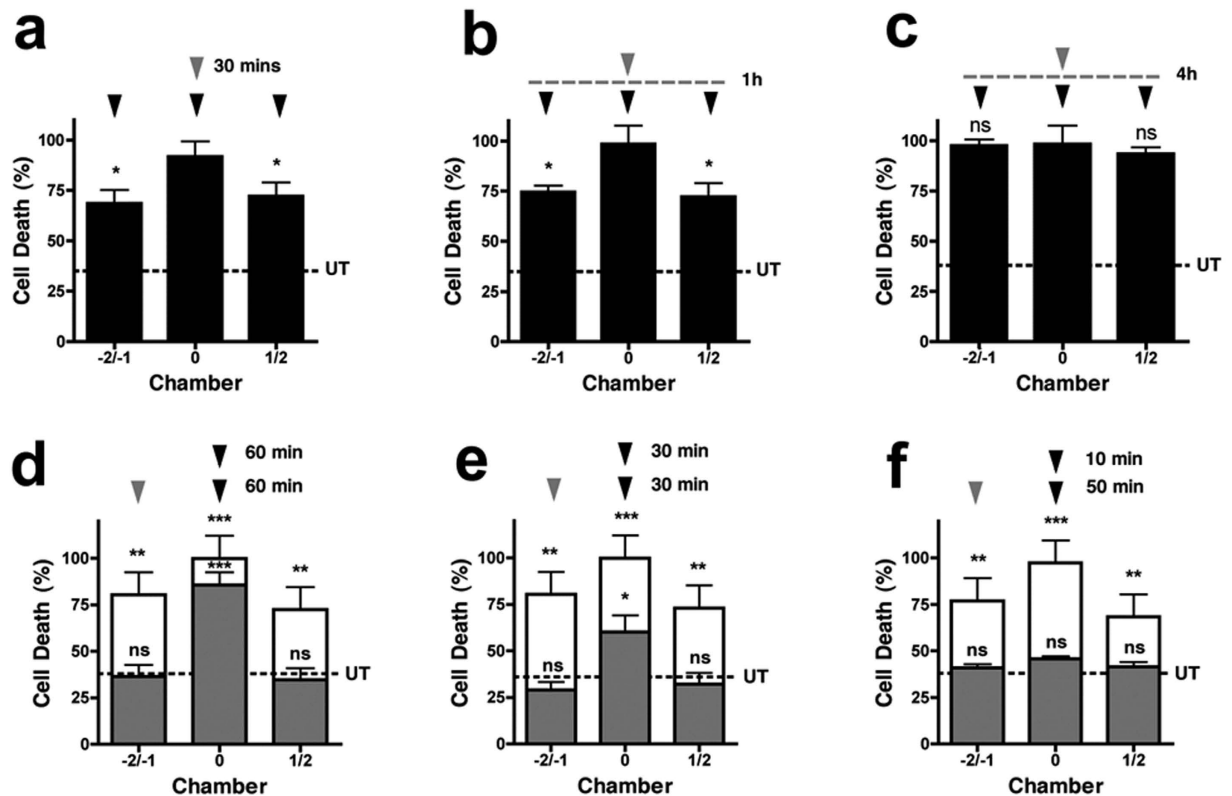 a
30 mins
Cell Death (%)
100
75
50
25
0
*
*
UT
-2/-1 0 1/2
Chamber
b
1h
Cell Death (%)
100
75
50
25
0
*
*
UT
-2/-1 0 1/2
Chamber
c
4h
Cell Death (%)
100
75
50
25
0
ns
ns
UT
-2/-1 0 1/2
Chamber
d
60 min
60 min
Cell Death (%)
100
75
50
25
0
**
***
***
**
ns
ns
UT
-2/-1 0 1/2
Chamber
e
30 min
30 min
Cell Death (%)
100
75
50
25
0
**
***
**
*
ns
ns
UT
-2/-1 0 1/2
Chamber
f
10 min
50 min
Cell Death (%)
100
75
50
25
0
**
***
**
ns
ns
ns
UT
-2/-1 0 1/2
Chamber